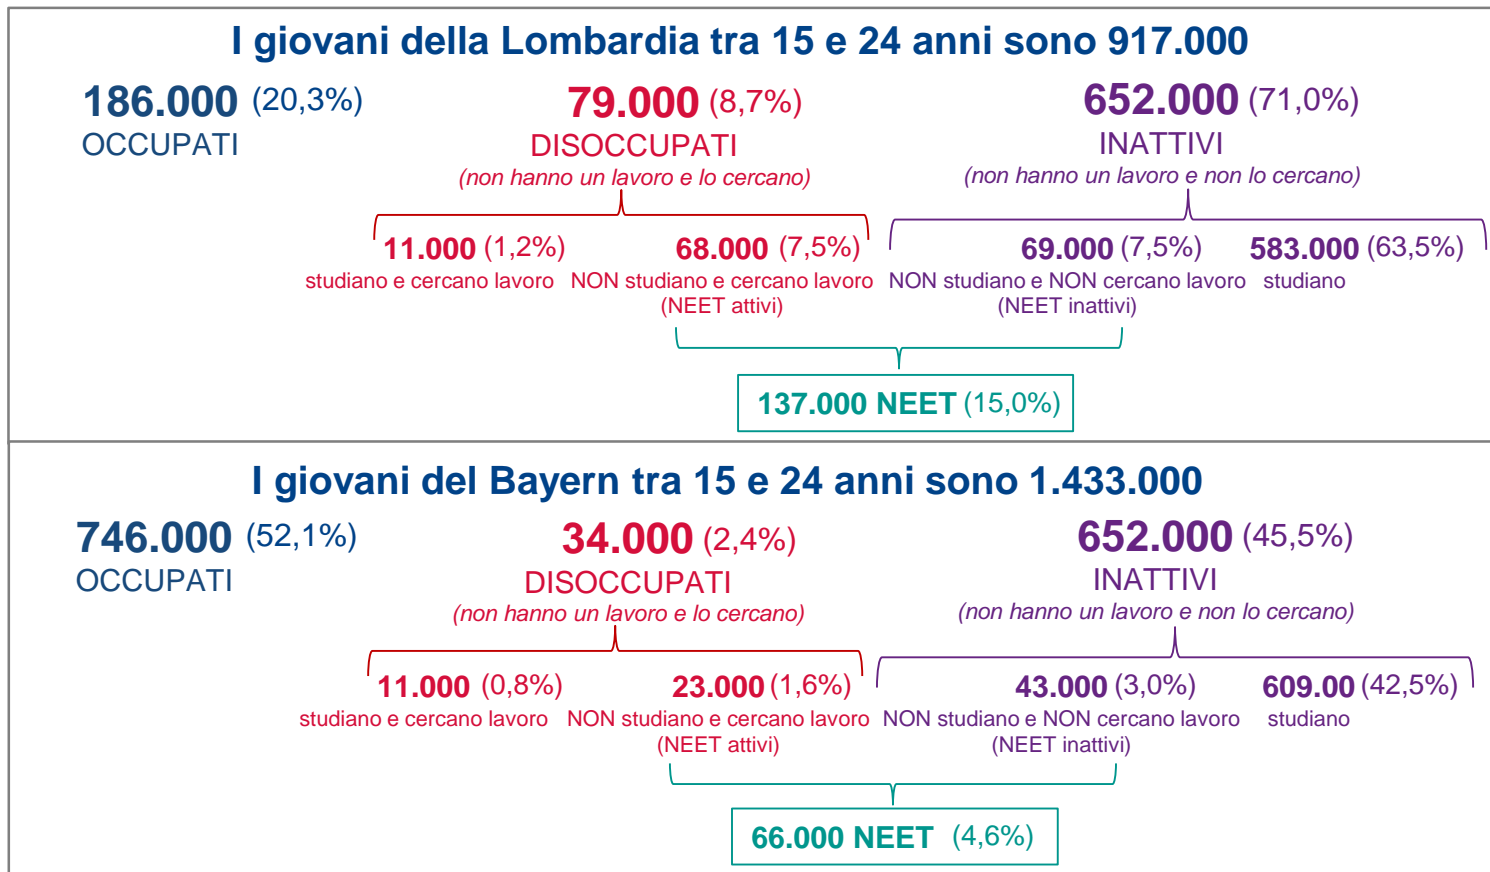 I giovani della Lombardia tra 15 e 24 anni sono 917.000
186.000 (20,3%)
OCCUPATI
79.000 (8,7%)
DISOCCUPATI
(non hanno un lavoro e lo cercano)
652.000 (71,0%)
INATTIVI
(non hanno un lavoro e non lo cercano)
11.000 (1,2%)
studiano e cercano lavoro
68.000 (7,5%)
NON studiano e cercano lavoro
(NEET attivi)
69.000 (7,5%)
NON studiano e NON cercano lavoro
(NEET inattivi)
583.000 (63,5%)
studiano
137.000 NEET (15,0%)
I giovani del Bayern tra 15 e 24 anni sono 1.433.000
746.000 (52,1%)
OCCUPATI
34.000 (2,4%)
DISOCCUPATI
(non hanno un lavoro e lo cercano)
652.000 (45,5%)
INATTIVI
(non hanno un lavoro e non lo cercano)
11.000 (0,8%)
studiano e cercano lavoro
23.000 (1,6%)
NON studiano e cercano lavoro
(NEET attivi)
43.000 (3,0%)
NON studiano e NON cercano lavoro
(NEET inattivi)
609.00 (42,5%)
studiano
66.000 NEET (4,6%)